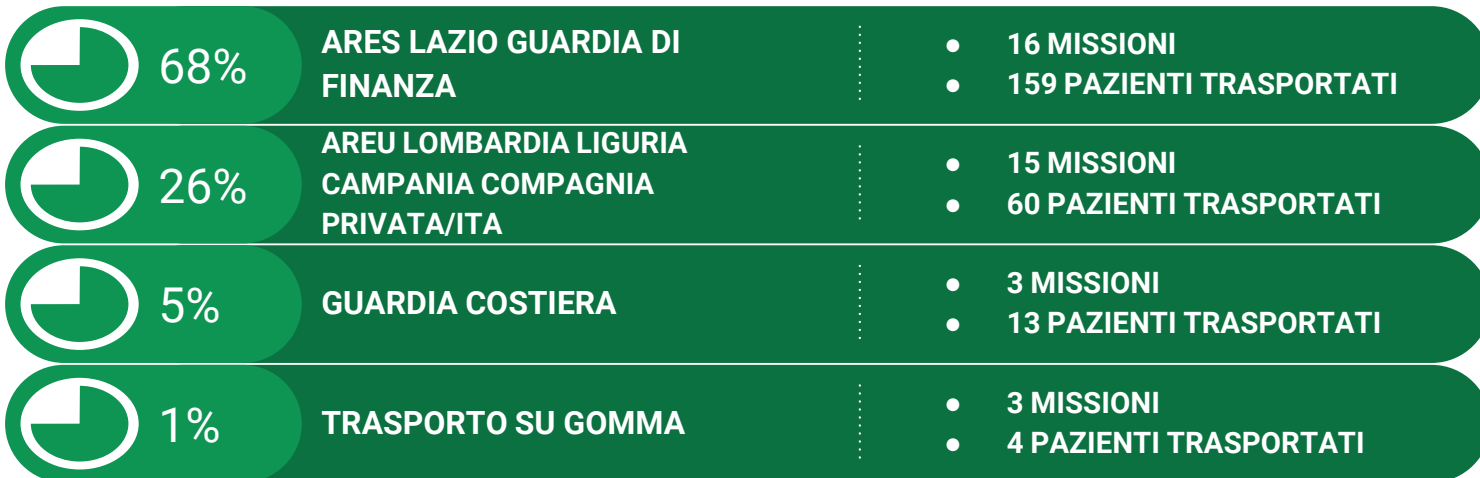 68%
ARES LAZIO GUARDIA DI
FINANZA
● 16 MISSIONI
● 159 PAZIENTI TRASPORTATI
26%
AREU LOMBARDIA LIGURIA
CAMPANIA COMPAGNIA
PRIVATA/ITA
● 15 MISSIONI
● 60 PAZIENTI TRASPORTATI
5%
GUARDIA COSTIERA
● 3 MISSIONI
● 13 PAZIENTI TRASPORTATI
1%
TRASPORTO SU GOMMA
● 3 MISSIONI
● 4 PAZIENTI TRASPORTATI